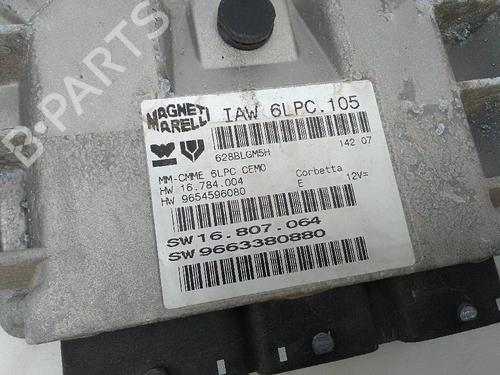 B-PARTS
MAGNETI
MARELLI
IAW 6LPC.105
628BLGM5H
142 07
MM-CMME 6LPC CEMO
Corbetta
12V=
HW 16.784.004
E
HW 9654596080
SW 16.807.064
SW 9663380880